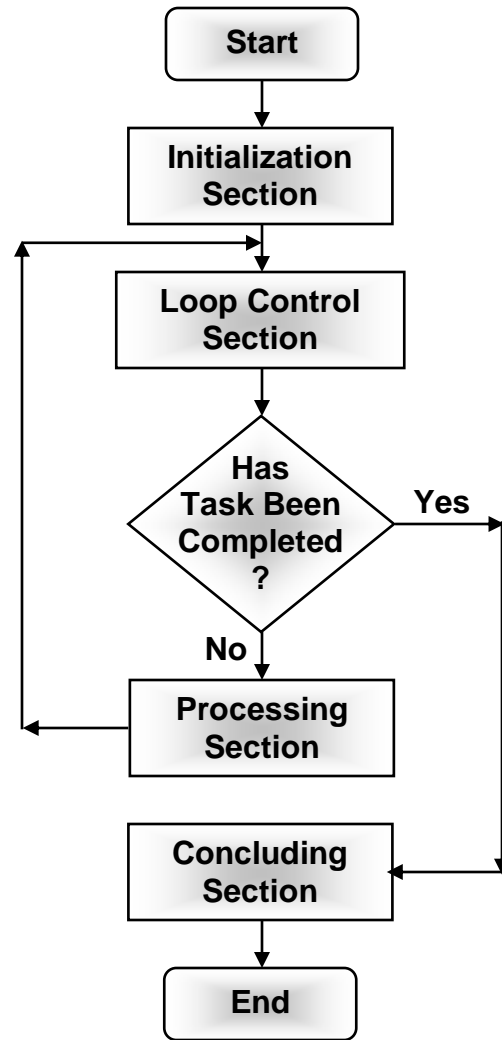 Start
Initialization
Section
Loop Control
Section
Has
Task Been
Completed
?
Yes
No
Processing
Section
Concluding
Section
End